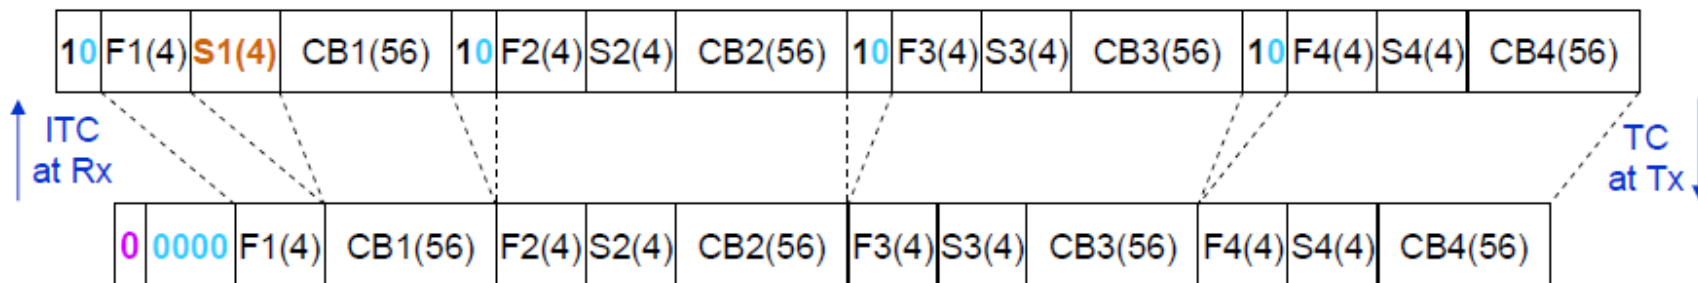 10 F1(4) S1(4) CB1(56) 10 F2(4) S2(4) CB2(56) 10 F3(4) S3(4) CB3(56) 10 F4(4) S4(4) CB4(56)
ITC
at Rx
TC
at Tx
0 0000 F1(4) CB1(56) F2(4) S2(4) CB2(56) F3(4) S3(4) CB3(56) F4(4) S4(4) CB4(56)